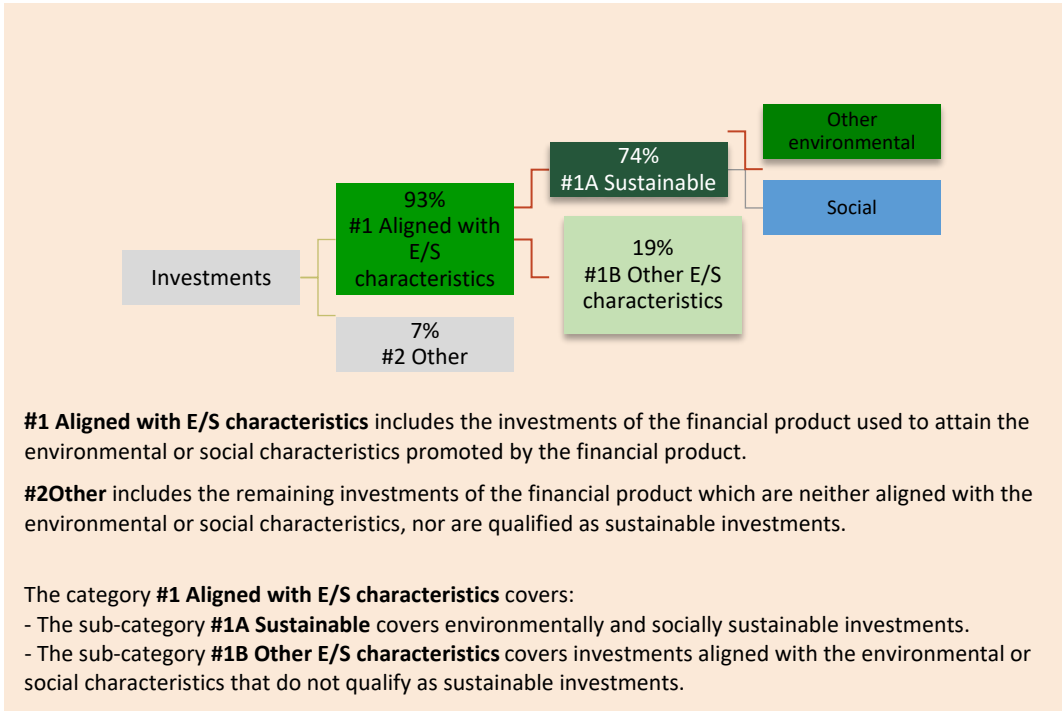 Other
environmental
74%
#1A Sustainable
Social
93%
#1 Aligned with
E/S
characteristics
19%
#1B Other E/S
characteristics
Investments
7%
#2 Other
#1 Aligned with E/S characteristics includes the investments of the financial product used to attain the
environmental or social characteristics promoted by the financial product.
#2Other includes the remaining investments of the financial product which are neither aligned with the
environmental or social characteristics, nor are qualified as sustainable investments.
The category #1 Aligned with E/S characteristics covers:
- The sub-category #1A Sustainable covers environmentally and socially sustainable investments.
- The sub-category #1B Other E/S characteristics covers investments aligned with the environmental or
social characteristics that do not qualify as sustainable investments.